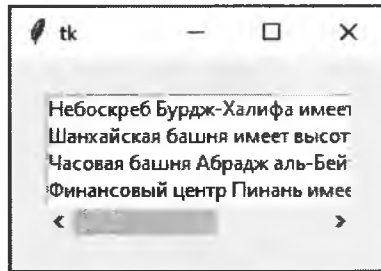 tk
Небоскреб Бурдж-Халифа имеет
Шанхайская башня имеет высот
Часовая башня Абрадж аль-Бей
Финансовый центр Пинань имее